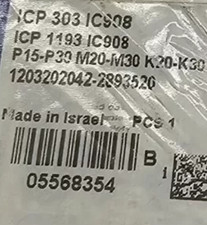 ICP 303 IC908
ICP 1193 IC908
P15-P30 M20-M30 K20-K30
1203202042-2893520
Made in Israel PCS 1
B
1
05568354